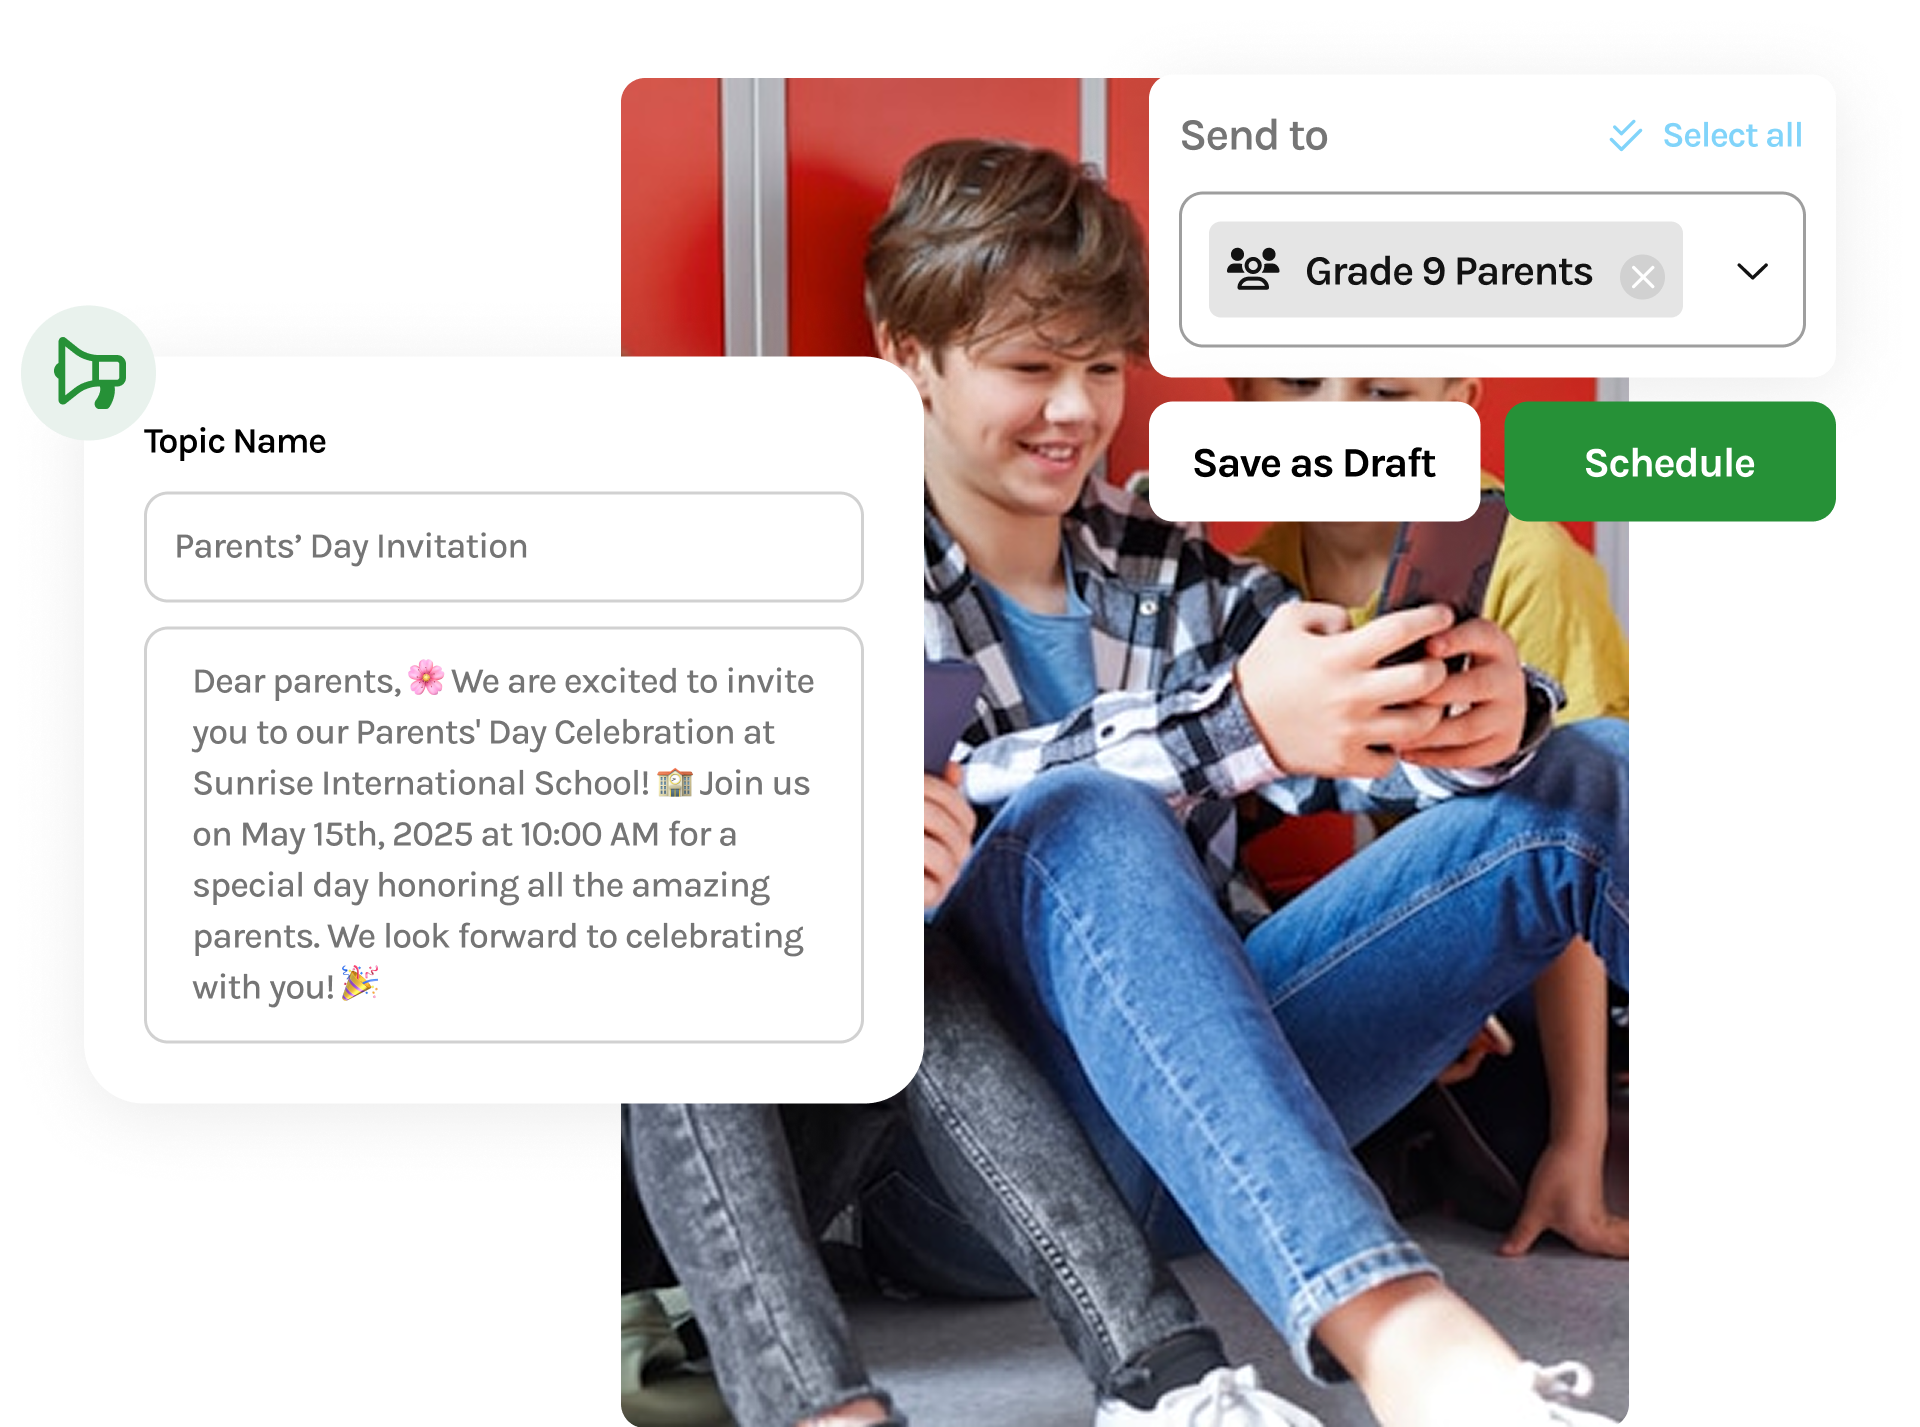 Send to
Select all
Grade 9 Parents
Save as Draft
Schedule
Topic Name
Parents’ Day Invitation
Dear parents, 🌸 We are excited to invite
you to our Parents' Day Celebration at
Sunrise International School! 🏫 Join us
on May 15th, 2025 at 10:00 AM for a
special day honoring all the amazing
parents. We look forward to celebrating
with you! 🎉